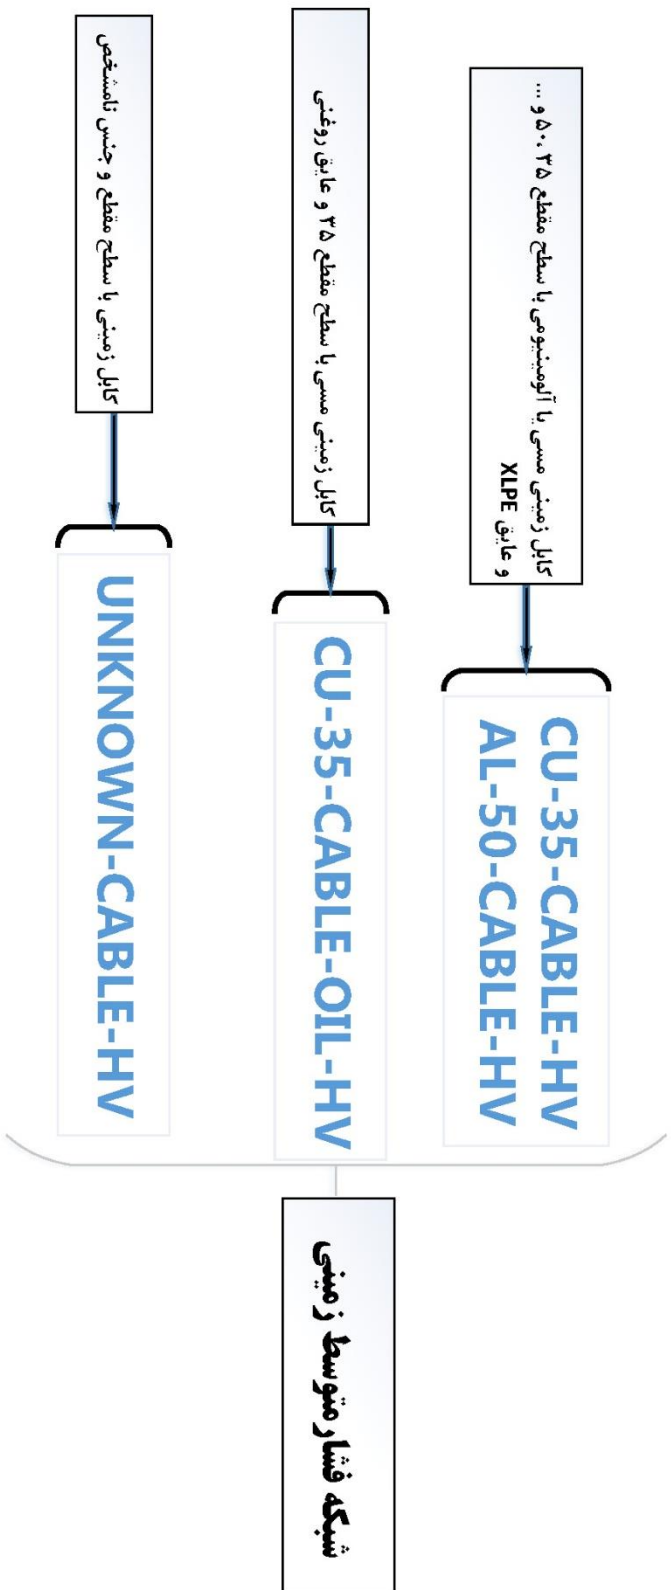 شبکه فشار متوسط زمینی
CU-35-CABLE-HV
AL-50-CABLE-HV
کابل زمینی مسی یا آلومینیومی با سطح مقطع ۳۵، ۵۰ و ...
و عایق XLPE
CU-35-CABLE-OIL-HV
کابل زمینی مسی با سطح مقطع ۳۵ و عایق روغنی
UNKNOWN-CABLE-HV
کابل زمینی با سطح مقطع و جنس نامشخص